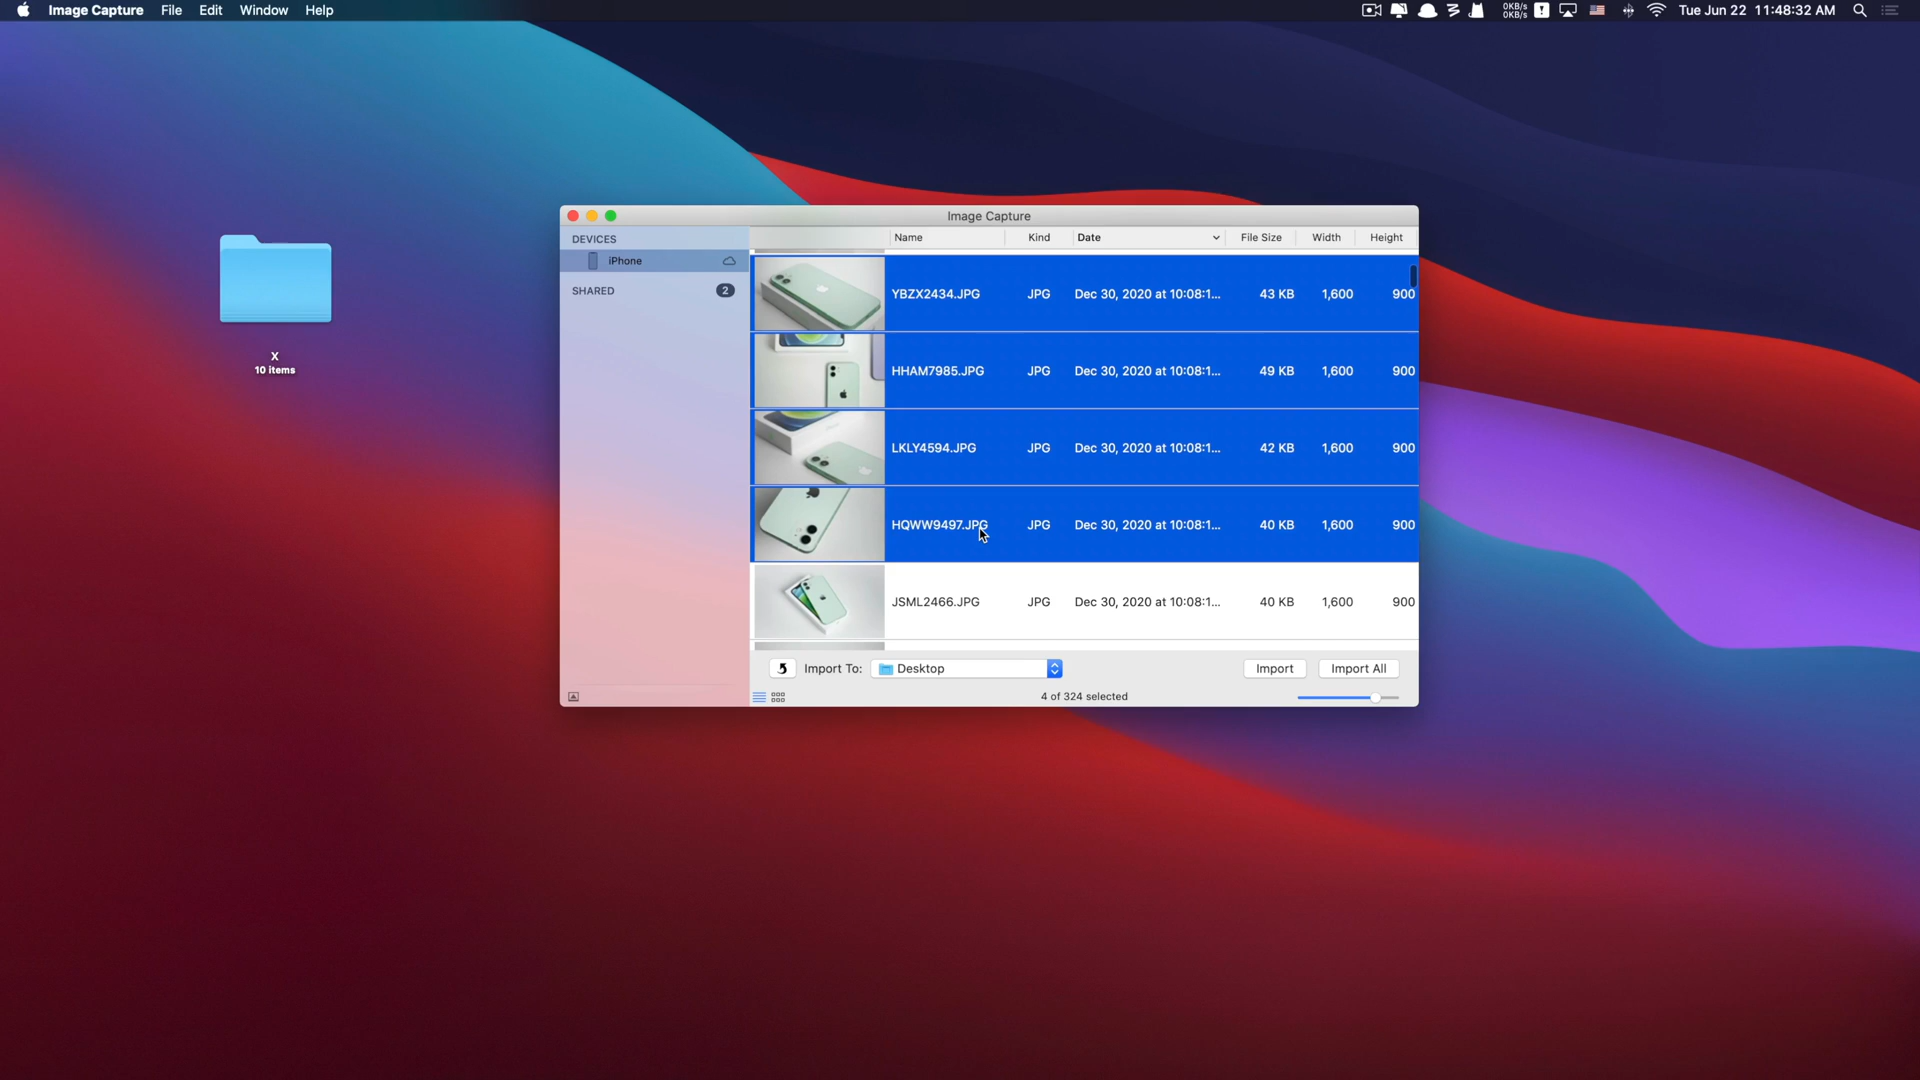 Image Capture File Edit Window Help
0KB/s
0KB/s
Tue Jun 22 11:48:32 AM
Image Capture
DEVICES
iPhone
SHARED 2
Name Kind Date File Size Width Height
YBZX2434.JPG JPG Dec 30, 2020 at 10:08:1... 43 KB 1,600 900
HHAM7985.JPG JPG Dec 30, 2020 at 10:08:1... 49 KB 1,600 900
LKLY4594.JPG JPG Dec 30, 2020 at 10:08:1... 42 KB 1,600 900
HQWW9497.JPG JPG Dec 30, 2020 at 10:08:1... 40 KB 1,600 900
JSML2466.JPG JPG Dec 30, 2020 at 10:08:1... 40 KB 1,600 900
Import To: Desktop Import Import All
4 of 324 selected
X
10 items